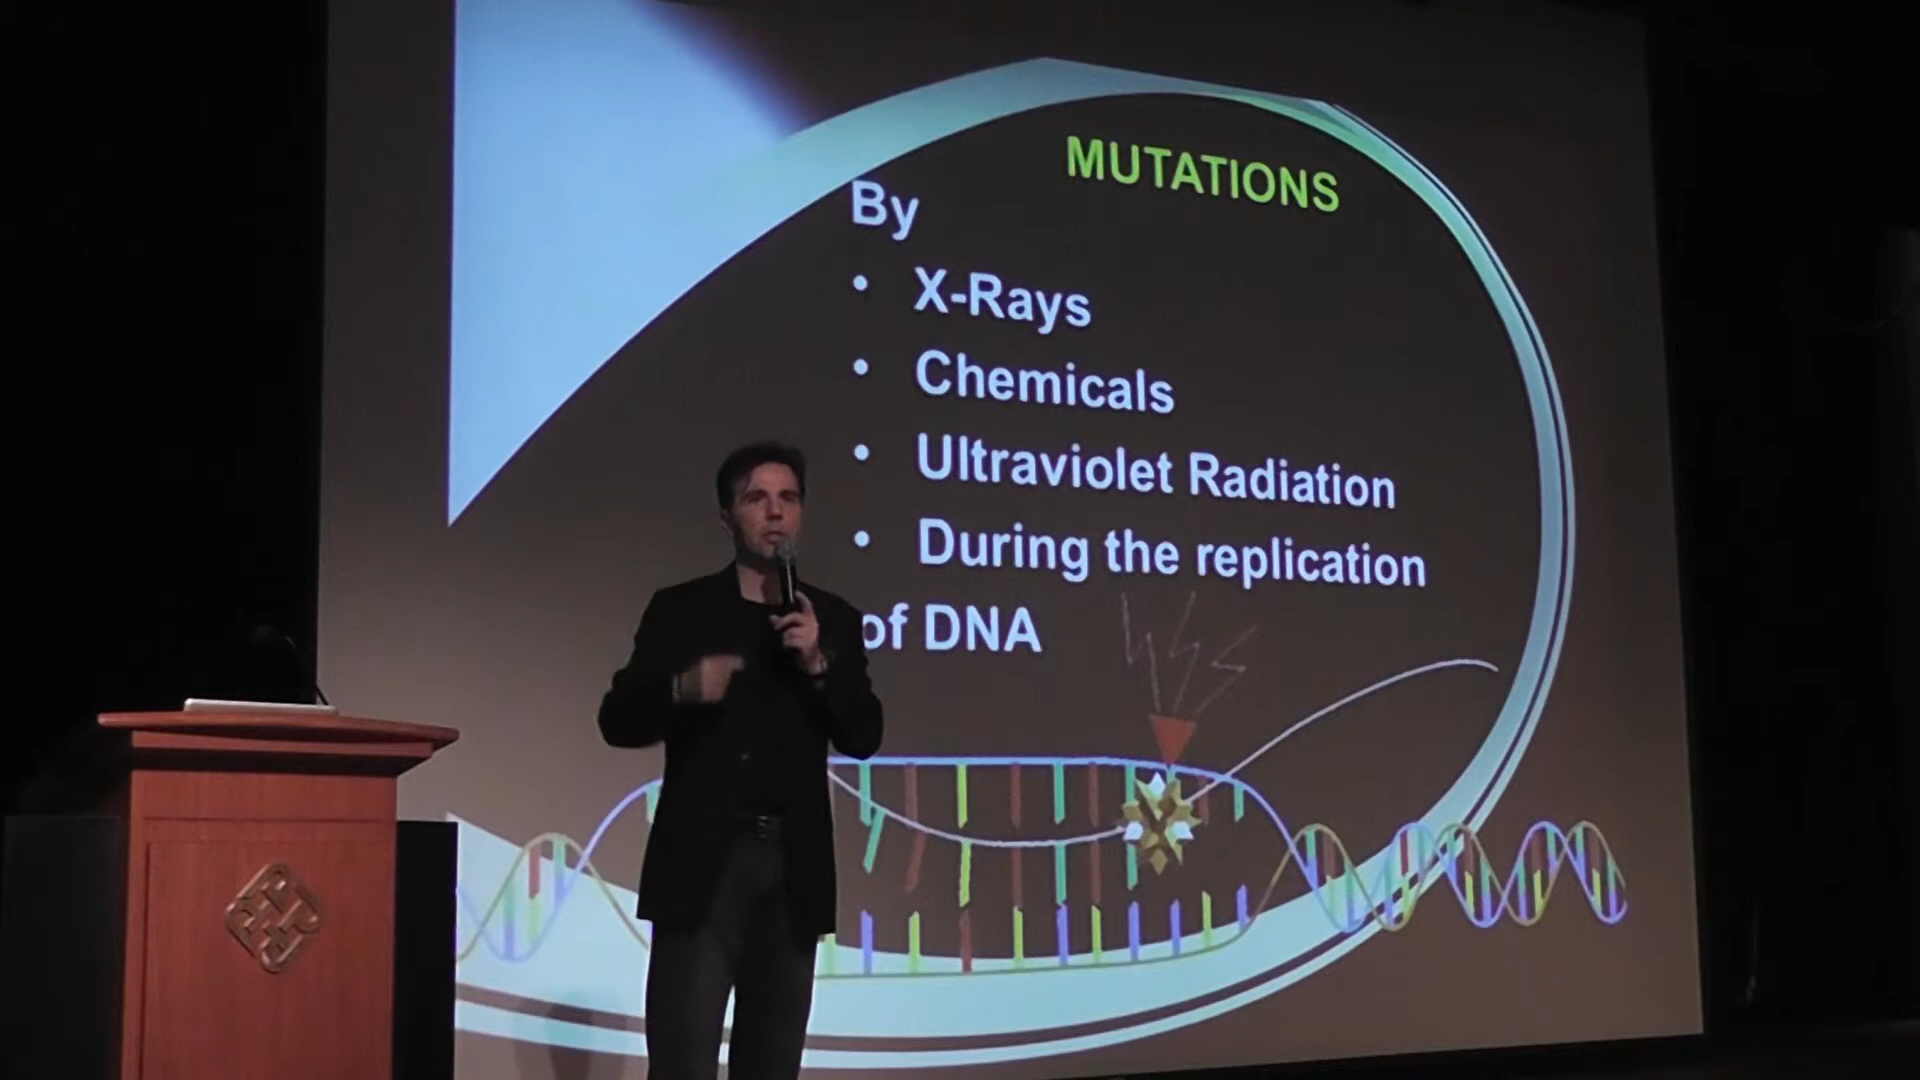 MUTATIONS
By
• X-Rays
• Chemicals
• Ultraviolet Radiation
• During the replication
of DNA